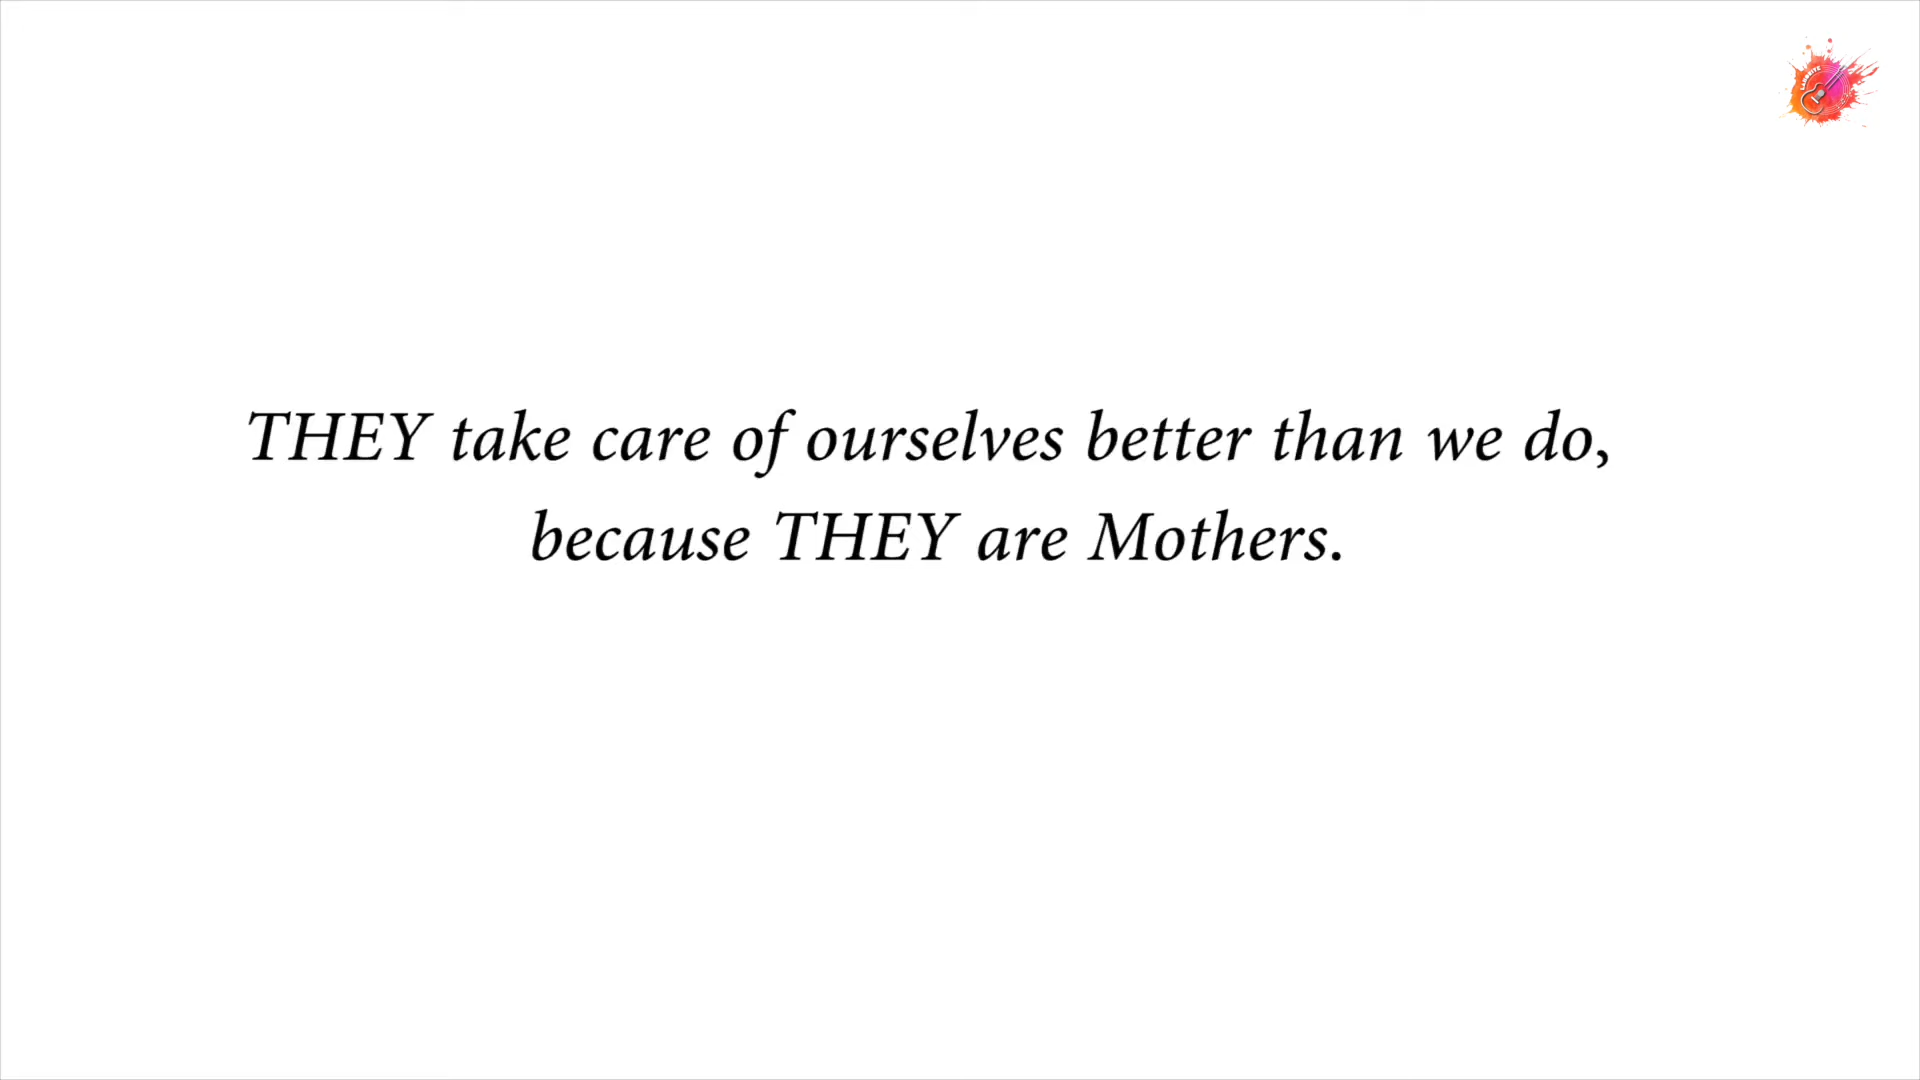 THEY take care of ourselves better than we do,
because THEY are Mothers.